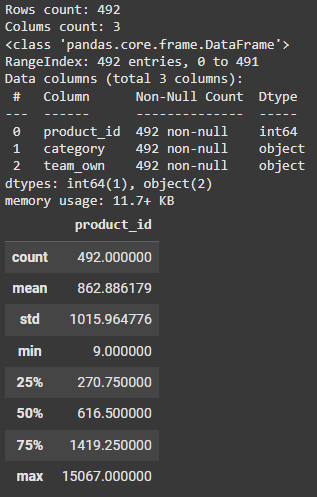 Rows count: 492
Colums count: 3
<class 'pandas.core.frame.DataFrame'>
RangeIndex: 492 entries, 0 to 491
Data columns (total 3 columns):
 #   Column      Non-Null Count  Dtype
---  ------      --------------  -----
 0   product_id  492 non-null    int64
 1   category    492 non-null    object
 2   team_own    492 non-null    object
dtypes: int64(1), object(2)
memory usage: 11.7+ KB
product_id
count 492.000000
mean 862.886179
std 1015.964776
min 9.000000
25% 270.750000
50% 616.500000
75% 1419.250000
max 15067.000000